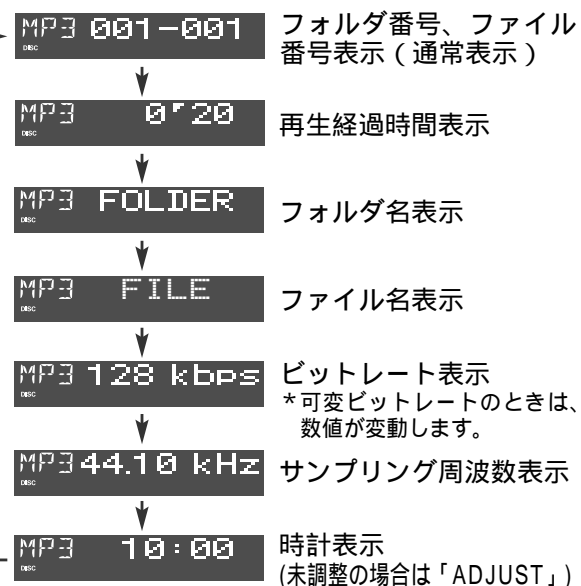 MP3 001-001
DISC
フォルダ番号、ファイル
番号表示（通常表示）
MP3 0'20
DISC
再生経過時間表示
MP3 FOLDER
DISC
フォルダ名表示
MP3 FILE
DISC
ファイル名表示
MP3 128 kbps
DISC
ビットレート表示
*可変ビットレートのときは、
数値が変動します。
MP3 44.10 kHz
DISC
サンプリング周波数表示
MP3 10:00
DISC
時計表示
(未調整の場合は「ADJUST」)